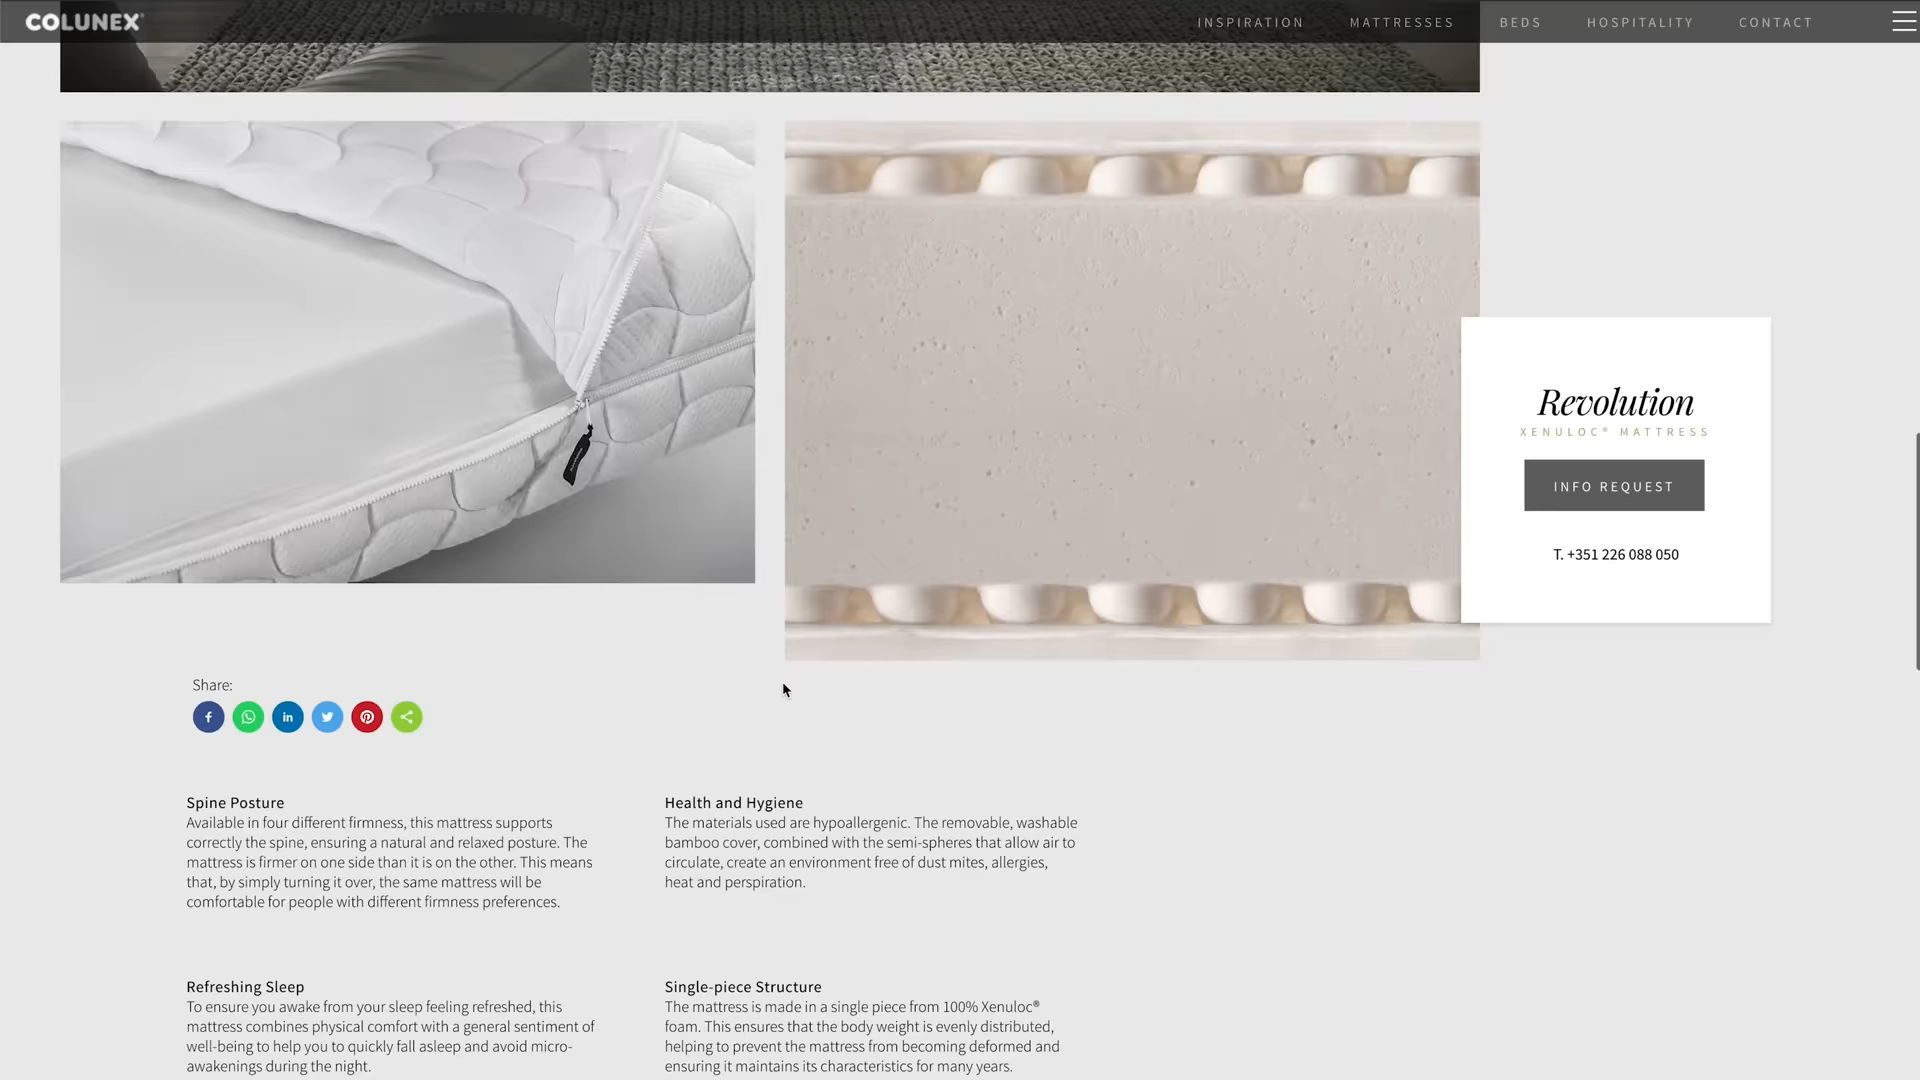 COLUNEX®
INSPIRATION
MATTRESSES
BEDS
HOSPITALITY
CONTACT
Revolution
XENULOC® MATTRESS
INFO REQUEST
T. +351 226 088 050
Share:
Spine Posture
Available in four different firmness, this mattress supports
correctly the spine, ensuring a natural and relaxed posture. The
mattress is firmer on one side than it is on the other. This means
that, by simply turning it over, the same mattress will be
comfortable for people with different firmness preferences.
Health and Hygiene
The materials used are hypoallergenic. The removable, washable
bamboo cover, combined with the semi-spheres that allow air to
circulate, create an environment free of dust mites, allergies,
heat and perspiration.
Refreshing Sleep
To ensure you awake from your sleep feeling refreshed, this
mattress combines physical comfort with a general sentiment of
well-being to help you to quickly fall asleep and avoid micro-
awakenings during the night.
Single-piece Structure
The mattress is made in a single piece from 100% Xenuloc®
foam. This ensures that the body weight is evenly distributed,
helping to prevent the mattress from becoming deformed and
ensuring it maintains its characteristics for many years.